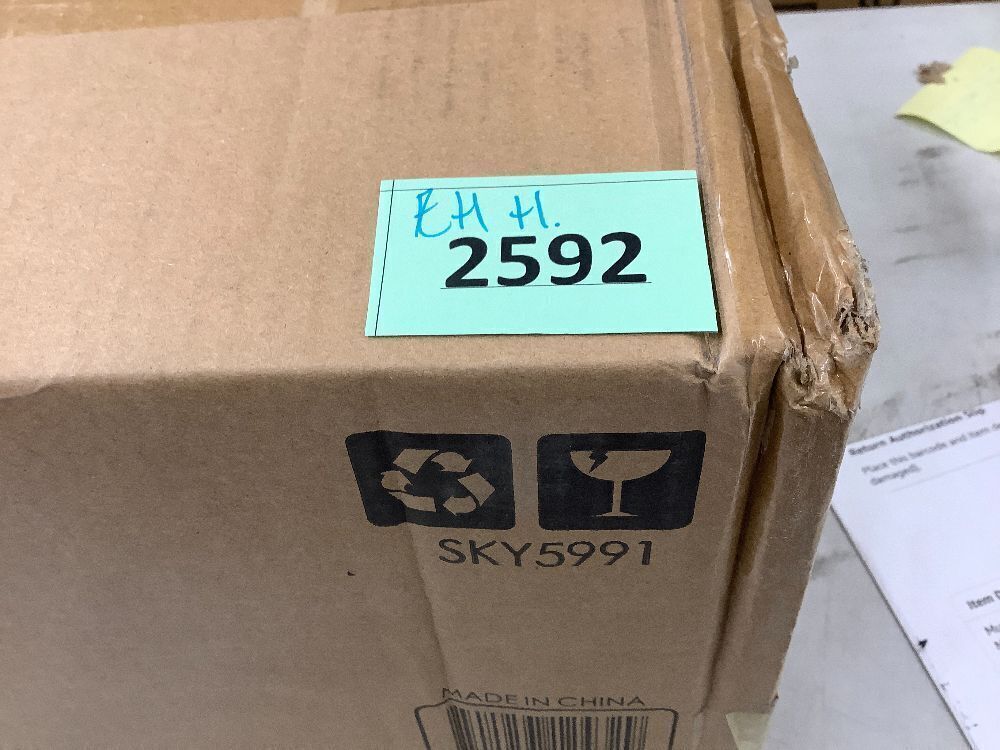 EH H.
2592
SKY5991
MADE IN CHINA
Return Authorization Slip
Place this barcode and item de
damaged).
Item D